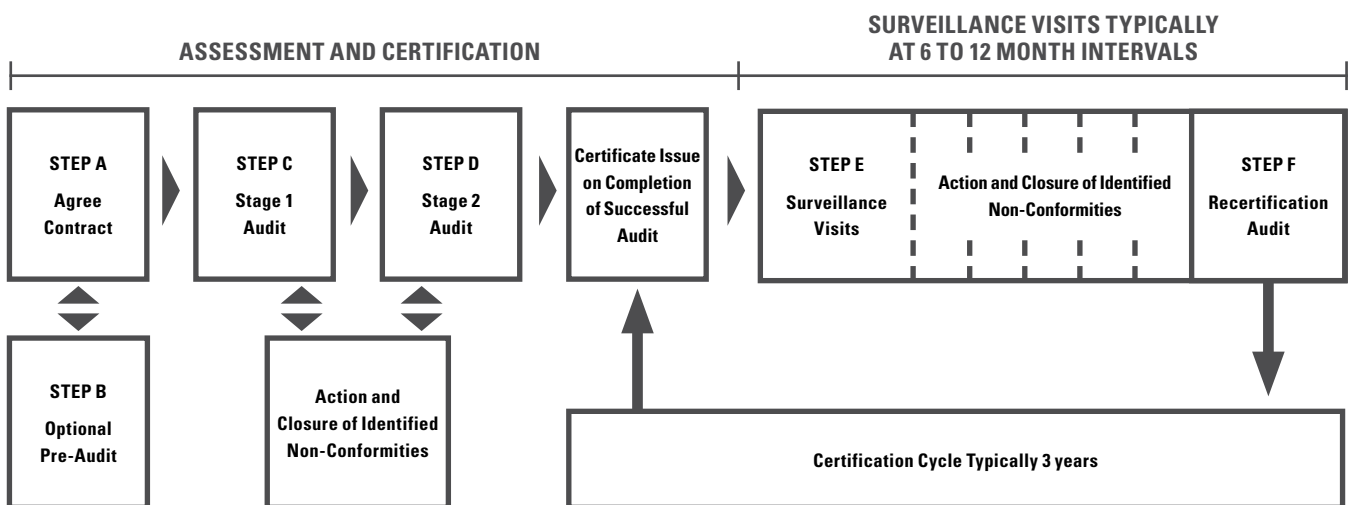 ASSESSMENT AND CERTIFICATION
SURVEILLANCE VISITS TYPICALLY
AT 6 TO 12 MONTH INTERVALS
STEP A
Agree
Contract
STEP C
Stage 1
Audit
STEP D
Stage 2
Audit
Certificate Issue
on Completion
of Successful
Audit
STEP E
Surveillance
Visits
Action and Closure of Identified
Non-Conformities
STEP F
Recertification
Audit
STEP B
Optional
Pre-Audit
Action and
Closure of Identified
Non-Conformities
Certification Cycle Typically 3 years